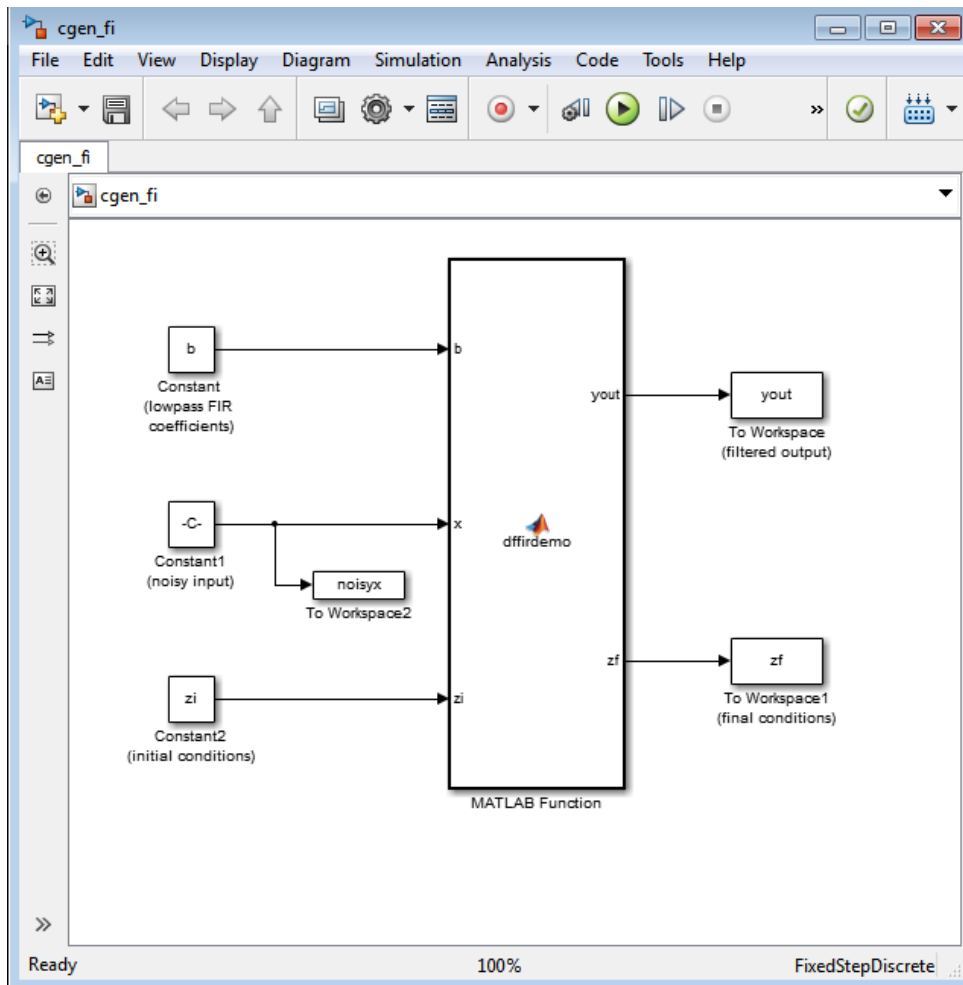 cgen_fi
File Edit View Display Diagram Simulation Analysis Code Tools Help
»
cgen_fi
cgen_fi
b
Constant
(lowpass FIR
coefficients)
b
yout
yout
To Workspace
(filtered output)
-C-
Constant1
(noisy input)
x
dffirdemo
noisyx
To Workspace2
zi
Constant2
(initial conditions)
zi
zf
zf
To Workspace1
(final conditions)
MATLAB Function
A
»
Ready 100% FixedStepDiscrete